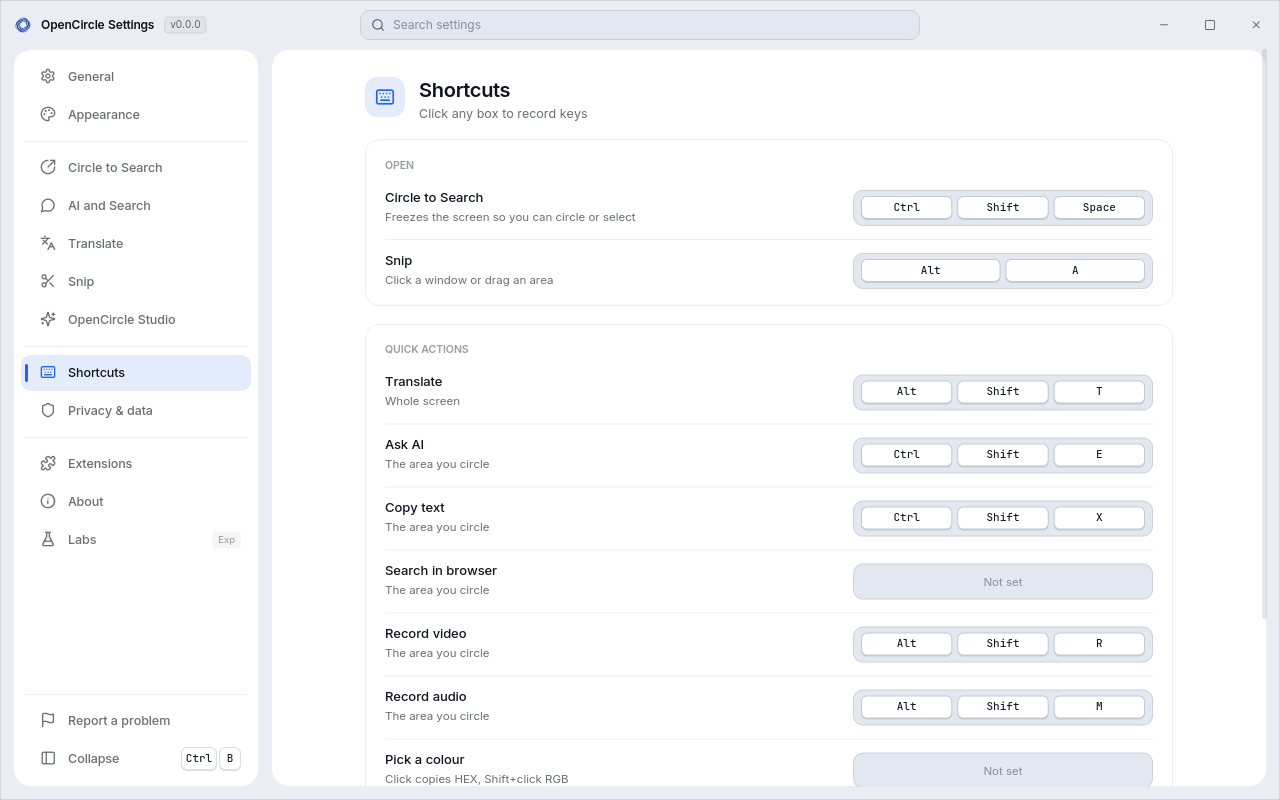 OpenCircle Settings v0.0.0
Search settings
General
Appearance
Circle to Search
AI and Search
Translate
Snip
OpenCircle Studio
Shortcuts
Privacy & data
Extensions
About
Labs Exp
Report a problem
Collapse Ctrl B
Shortcuts
Click any box to record keys
OPEN
Circle to Search
Freezes the screen so you can circle or select
Ctrl Shift Space
Snip
Click a window or drag an area
Alt A
QUICK ACTIONS
Translate
Whole screen
Alt Shift T
Ask AI
The area you circle
Ctrl Shift E
Copy text
The area you circle
Ctrl Shift X
Search in browser
The area you circle
Not set
Record video
The area you circle
Alt Shift R
Record audio
The area you circle
Alt Shift M
Pick a colour
Click copies HEX, Shift+click RGB
Not set